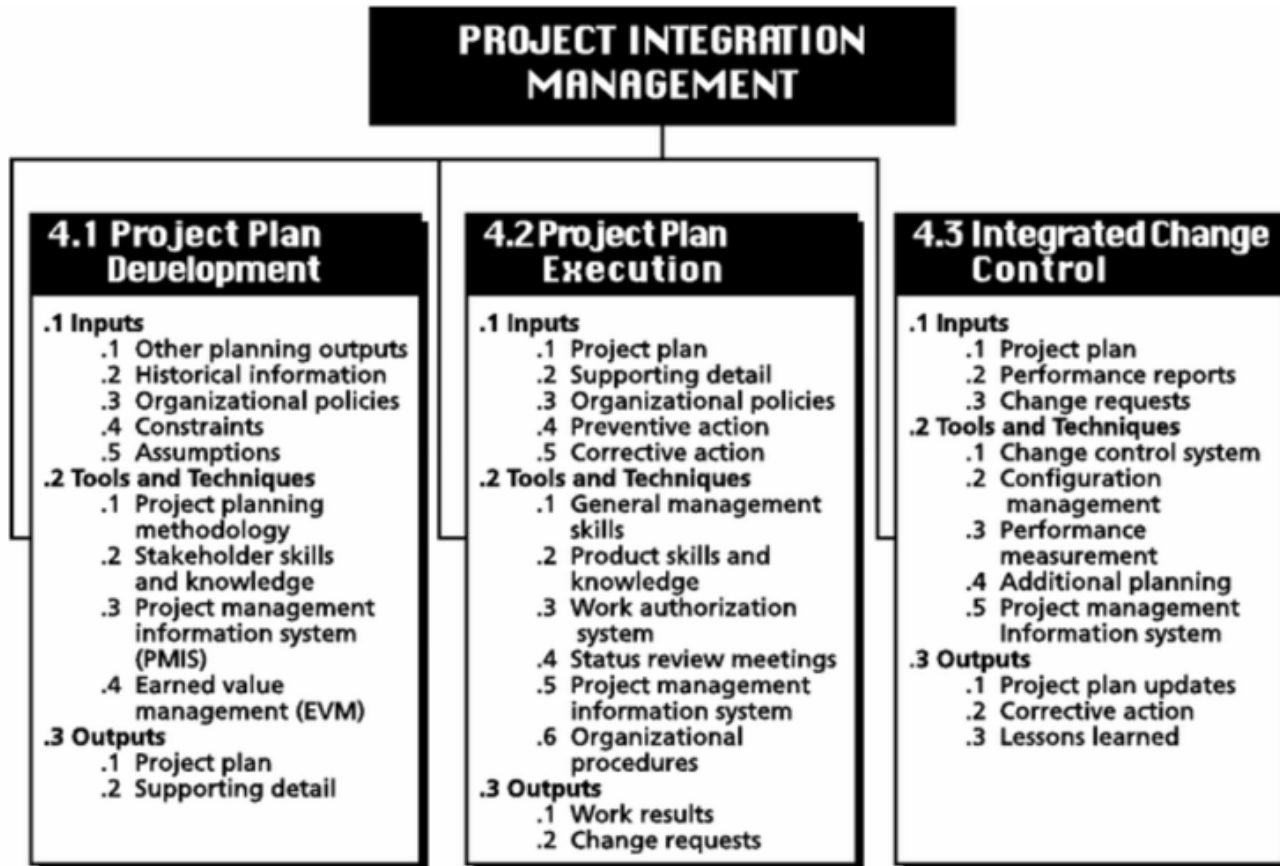 PROJECT INTEGRATION
MANAGEMENT
4.1 Project Plan
Development
.1 Inputs
.1 Other planning outputs
.2 Historical information
.3 Organizational policies
.4 Constraints
.5 Assumptions
.2 Tools and Techniques
.1 Project planning
methodology
.2 Stakeholder skills
and knowledge
.3 Project management
information system
(PMIS)
.4 Earned value
management (EVM)
.3 Outputs
.1 Project plan
.2 Supporting detail
4.2 Project Plan
Execution
.1 Inputs
.1 Project plan
.2 Supporting detail
.3 Organizational policies
.4 Preventive action
.5 Corrective action
.2 Tools and Techniques
.1 General management
skills
.2 Product skills and
knowledge
.3 Work authorization
system
.4 Status review meetings
.5 Project management
information system
.6 Organizational
procedures
.3 Outputs
.1 Work results
.2 Change requests
4.3 Integrated Change
Control
.1 Inputs
.1 Project plan
.2 Performance reports
.3 Change requests
.2 Tools and Techniques
.1 Change control system
.2 Configuration
management
.3 Performance
measurement
.4 Additional planning
.5 Project management
Information system
.3 Outputs
.1 Project plan updates
.2 Corrective action
.3 Lessons learned